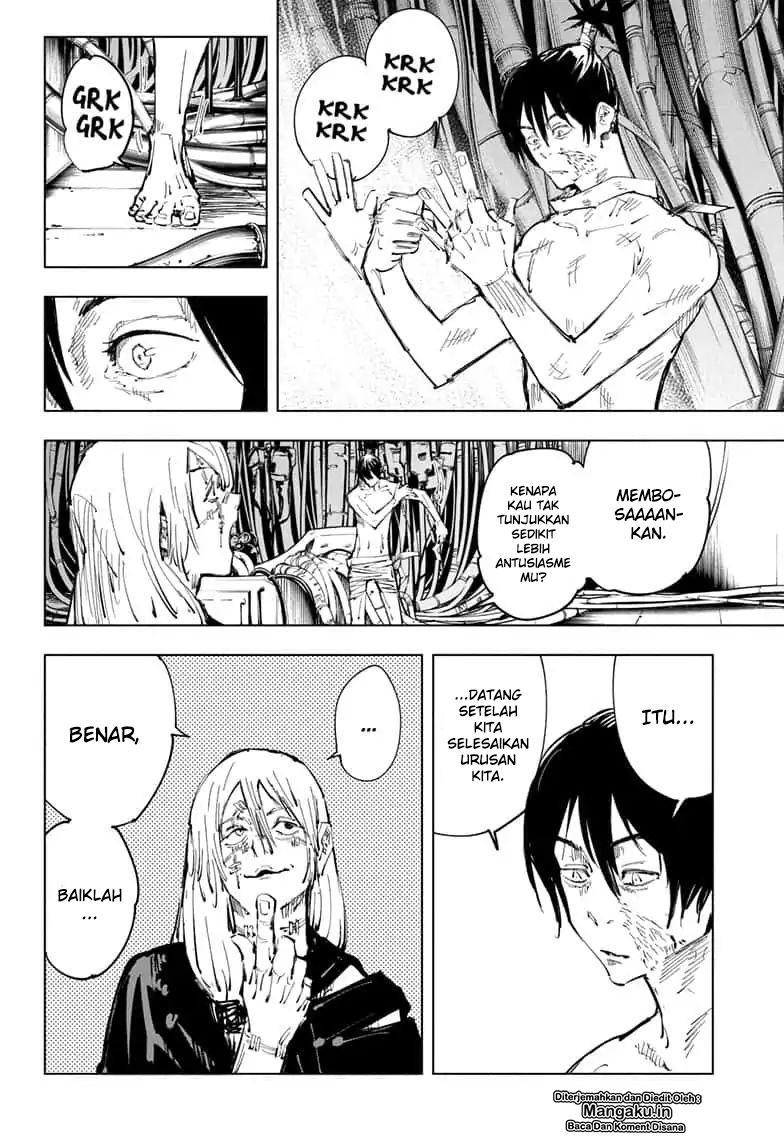 KRK
KRK
KRK
KRK
GRK
GRK
MEMBO-
SAAAAN-
KAN.
KENAPA
KAU TAK
TUNJUKKAN
SEDIKIT
LEBIH
ANTUSIASME
MU?
ITU...
...DATANG
SETELAH
KITA
SELESAIKAN
URUSAN
KITA.
...
BENAR,
BAIKLAH
...
Diterjemahkan dan Diedit Oleh:
Mangaku.in
Baca Dan Koment Disana